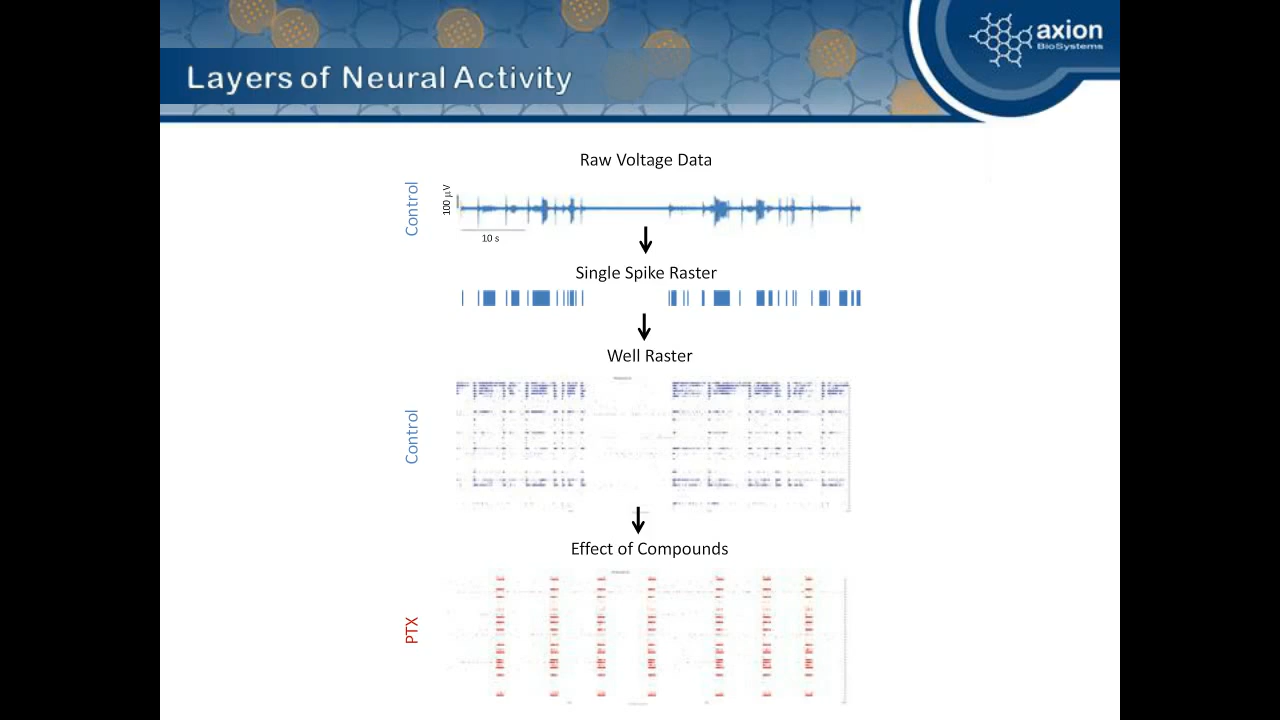 axion
BioSystems
Layers of Neural Activity
Raw Voltage Data
Control
100 µV
10 s
Single Spike Raster
Well Raster
Control
Effect of Compounds
PTX